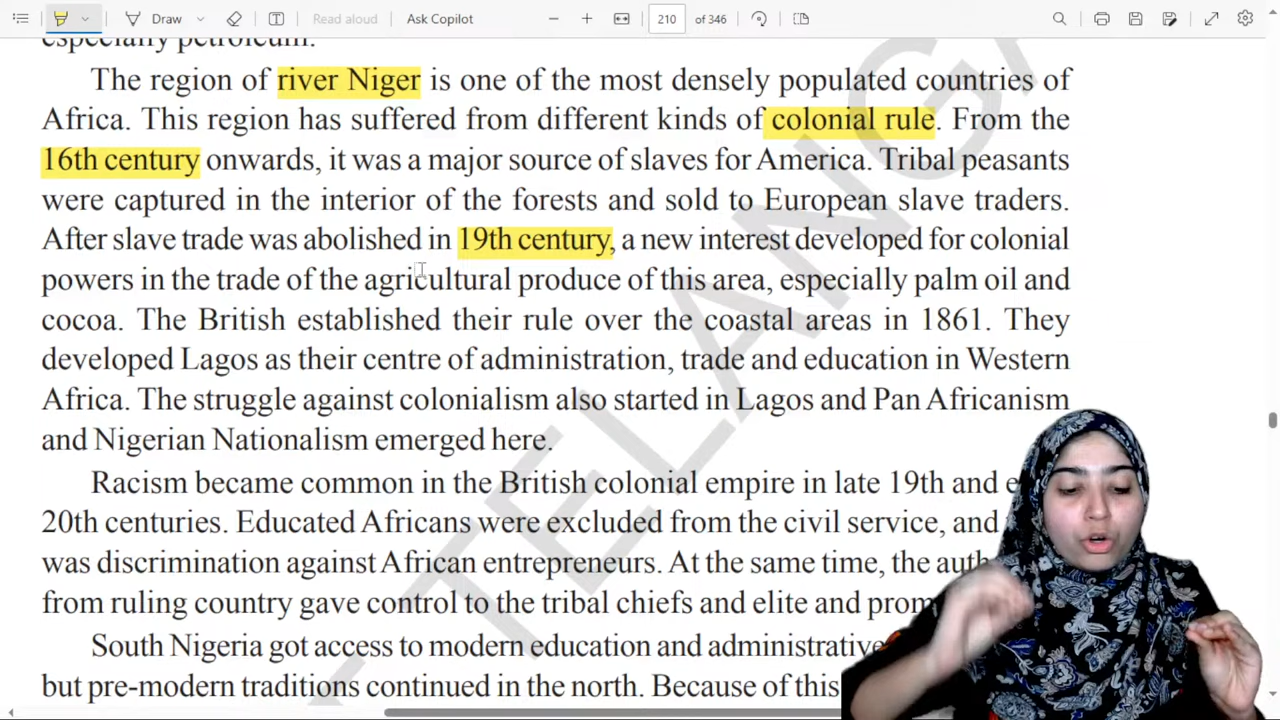 Draw
Read aloud
Ask Copilot
210
of 346
especially petroleum.
The region of river Niger is one of the most densely populated countries of
Africa. This region has suffered from different kinds of colonial rule. From the
16th century onwards, it was a major source of slaves for America. Tribal peasants
were captured in the interior of the forests and sold to European slave traders.
After slave trade was abolished in 19th century, a new interest developed for colonial
powers in the trade of the agricultural produce of this area, especially palm oil and
cocoa. The British established their rule over the coastal areas in 1861. They
developed Lagos as their centre of administration, trade and education in Western
Africa. The struggle against colonialism also started in Lagos and Pan Africanism
and Nigerian Nationalism emerged here.
Racism became common in the British colonial empire in late 19th and
20th centuries. Educated Africans were excluded from the civil service, and
was discrimination against African entrepreneurs. At the same time, the
from ruling country gave control to the tribal chiefs and elite and
South Nigeria got access to modern education and administrative
but pre-modern traditions continued in the north. Because of this